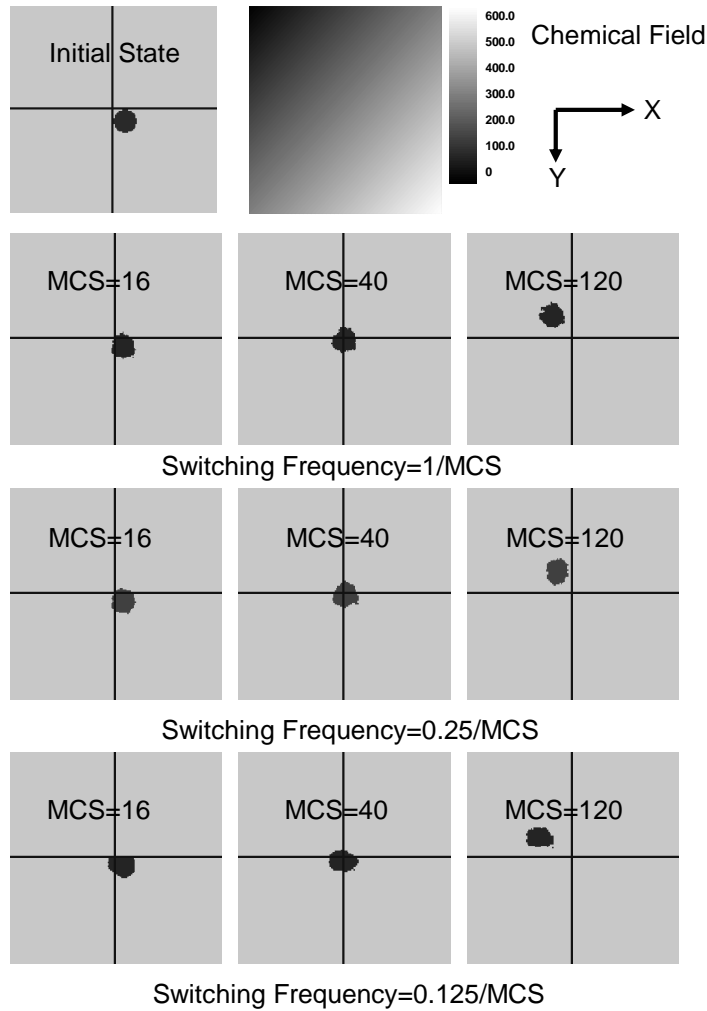 Initial State
600.0
500.0
400.0
300.0
200.0
100.0
0
Chemical Field
X
Y
MCS=16
MCS=40
MCS=120
Switching Frequency=1/MCS
MCS=16
MCS=40
MCS=120
Switching Frequency=0.25/MCS
MCS=16
MCS=40
MCS=120
Switching Frequency=0.125/MCS